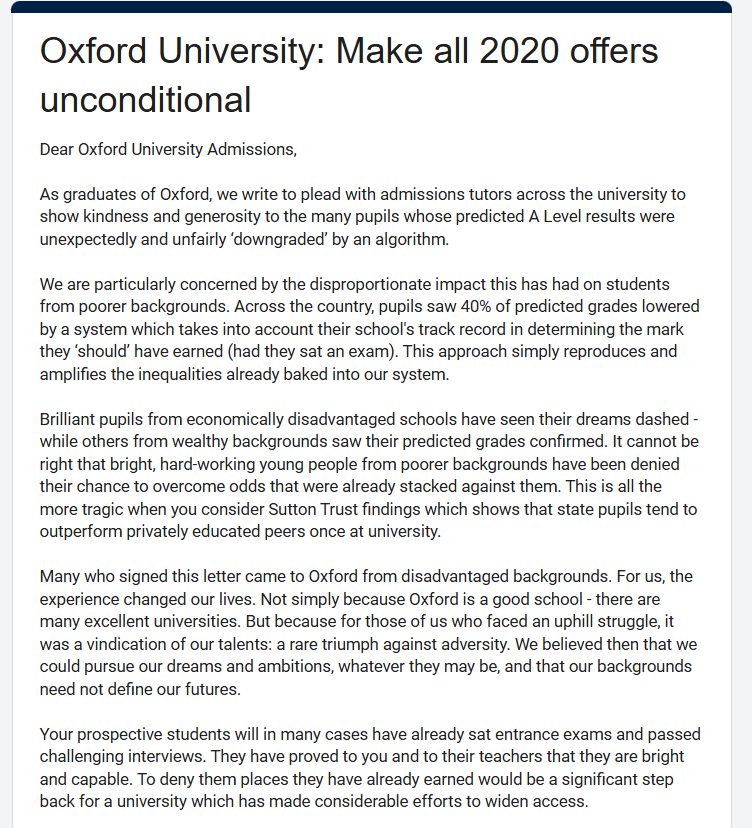 Oxford University: Make all 2020 offers
unconditional
Dear Oxford University Admissions,
As graduates of Oxford, we write to plead with admissions tutors across the university to
show kindness and generosity to the many pupils whose predicted A Level results were
unexpectedly and unfairly ‘downgraded’ by an algorithm.
We are particularly concerned by the disproportionate impact this has had on students
from poorer backgrounds. Across the country, pupils saw 40% of predicted grades lowered
by a system which takes into account their school's track record in determining the mark
they ‘should’ have earned (had they sat an exam). This approach simply reproduces and
amplifies the inequalities already baked into our system.
Brilliant pupils from economically disadvantaged schools have seen their dreams dashed -
while others from wealthy backgrounds saw their predicted grades confirmed. It cannot be
right that bright, hard-working young people from poorer backgrounds have been denied
their chance to overcome odds that were already stacked against them. This is all the
more tragic when you consider Sutton Trust findings which shows that state pupils tend to
outperform privately educated peers once at university.
Many who signed this letter came to Oxford from disadvantaged backgrounds. For us, the
experience changed our lives. Not simply because Oxford is a good school - there are
many excellent universities. But because for those of us who faced an uphill struggle, it
was a vindication of our talents: a rare triumph against adversity. We believed then that we
could pursue our dreams and ambitions, whatever they may be, and that our backgrounds
need not define our futures.
Your prospective students will in many cases have already sat entrance exams and passed
challenging interviews. They have proved to you and to their teachers that they are bright
and capable. To deny them places they have already earned would be a significant step
back for a university which has made considerable efforts to widen access.